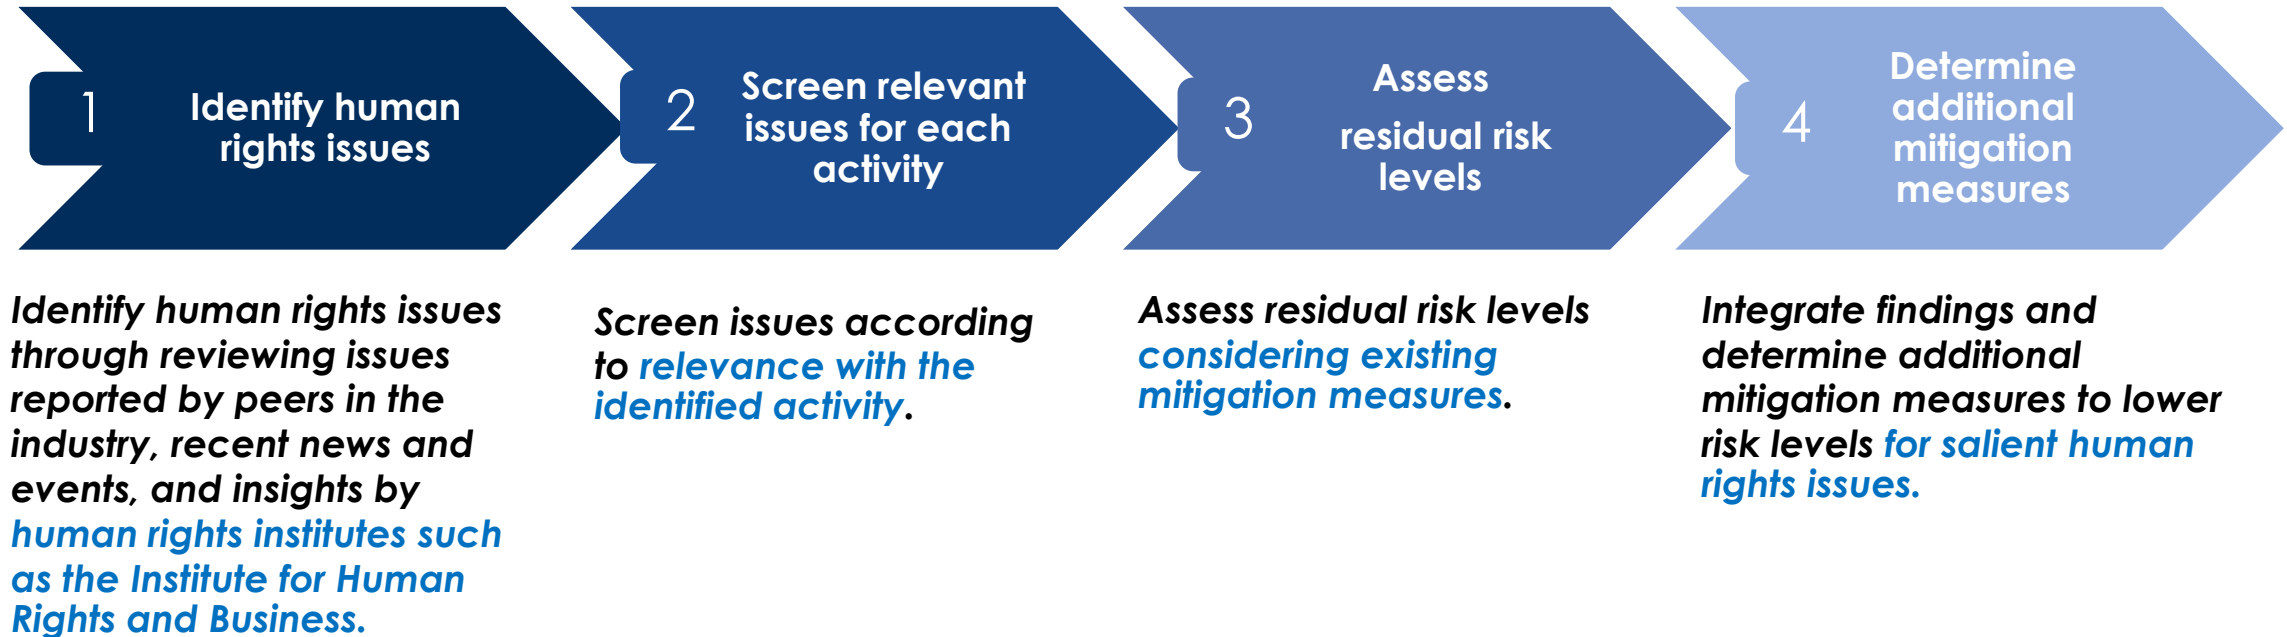 1
Identify human
rights issues
2
Screen relevant
issues for each
activity
3
Assess
residual risk
levels
4
Determine
additional
mitigation
measures
Identify human rights issues
through reviewing issues
reported by peers in the
industry, recent news and
events, and insights by
human rights institutes such
as the Institute for Human
Rights and Business.
Screen issues according
to relevance with the
identified activity.
Assess residual risk levels
considering existing
mitigation measures.
Integrate findings and
determine additional
mitigation measures to lower
risk levels for salient human
rights issues.